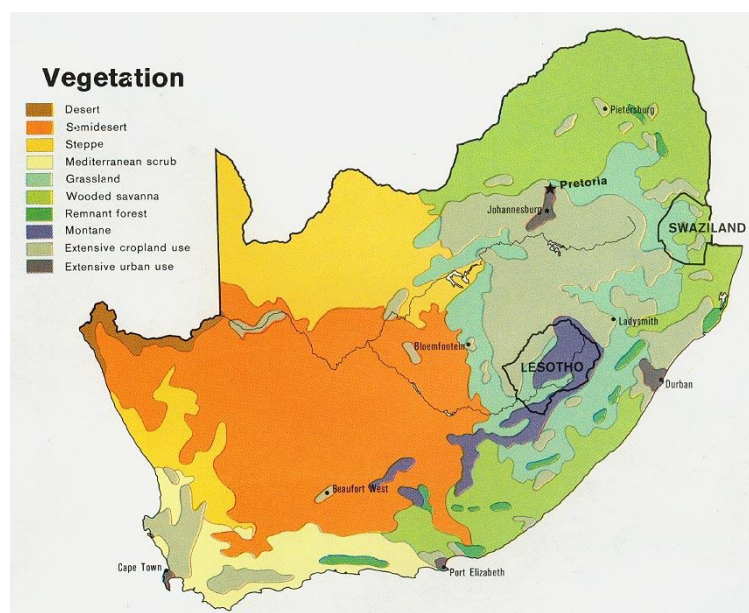 Vegetation
Desert
Semidesert
Steppe
Mediterranean scrub
Grassland
Wooded savanna
Remnant forest
Montane
Extensive cropland use
Extensive urban use
Pietersburg
Pretoria
Johannesburg
SWAZILAND
Ladysmith
Bloemfontein
LESOTHO
Durban
Beaufort West
Cape Town
Port Elizabeth